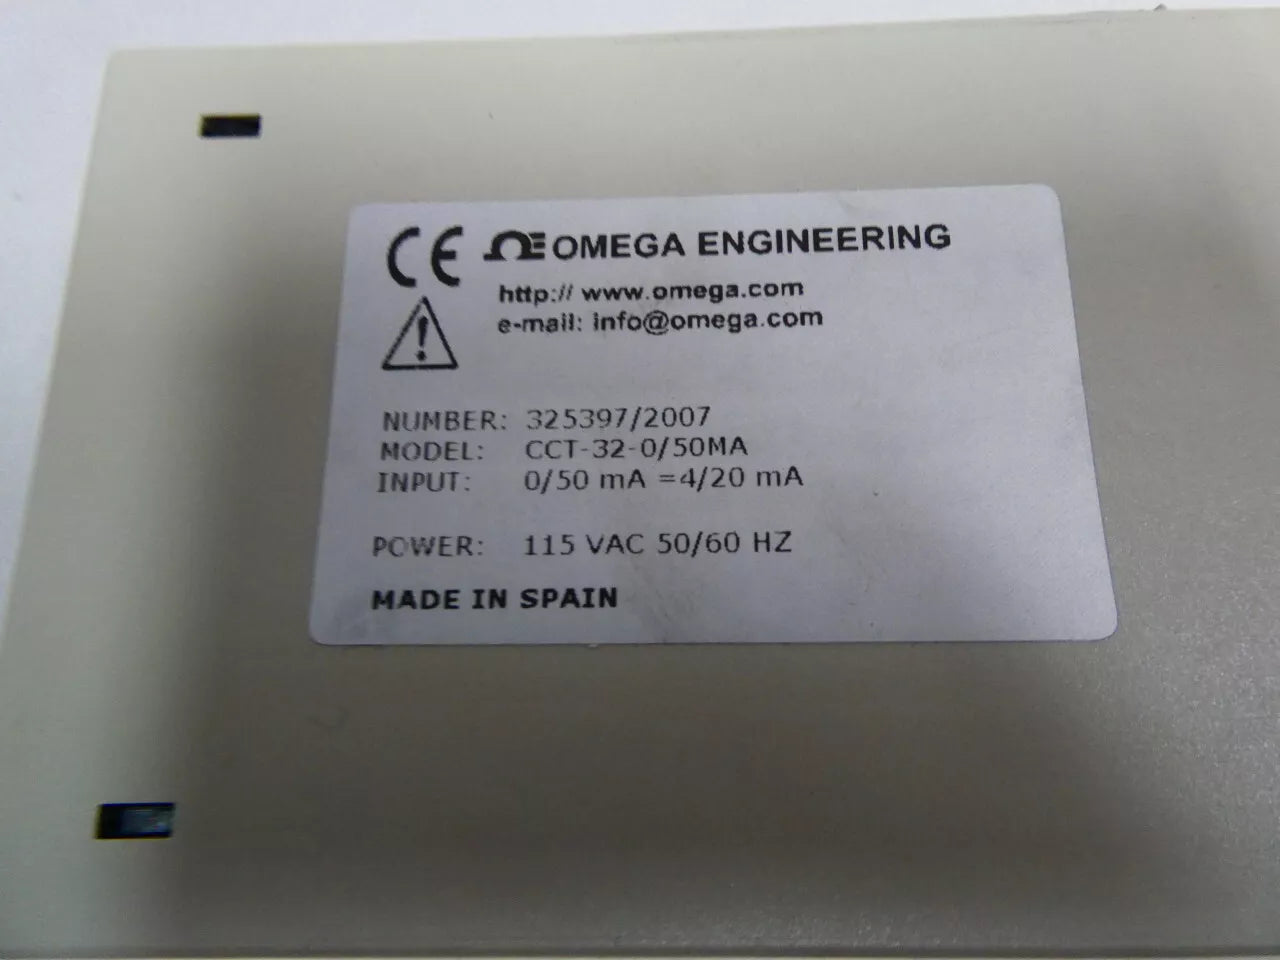 CE OMEGA ENGINEERING
http:// www.omega.com
e-mail: info@omega.com
NUMBER: 325397/2007
MODEL: CCT-32-0/50MA
INPUT: 0/50 mA =4/20 mA
POWER: 115 VAC 50/60 HZ
MADE IN SPAIN